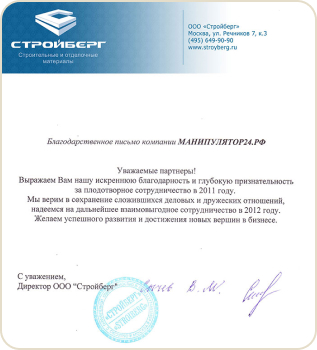 СТРОЙБЕРГ
Строительные и отделочные
материалы
ООО «Стройберг»
Москва, ул. Речников 7, к.3
(495) 649-90-90
www.stroyberg.ru
Благодарственное письмо компании МАНИПУЛЯТОР24.РФ
Уважаемые партнеры!
Выражаем Вам нашу искреннюю благодарность и глубокую признательность
за плодотворное сотрудничество в 2011 году.
Мы верим в сохранение сложившихся деловых и дружеских отношений,
надеемся на дальнейшее взаимовыгодное сотрудничество в 2012 году.
Желаем успешного развития и достижения новых вершин в бизнесе.
С уважением,
Директор ООО "Стройберг"
СТРОЙБЕРГ